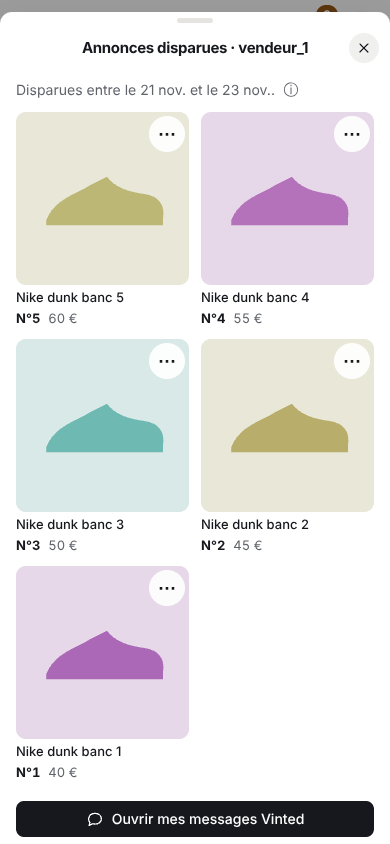 Annonces disparues · vendeur_1
Disparues entre le 21 nov. et le 23 nov..
Nike dunk banc 5
N°5 60 €
Nike dunk banc 4
N°4 55 €
Nike dunk banc 3
N°3 50 €
Nike dunk banc 2
N°2 45 €
Nike dunk banc 1
N°1 40 €
Ouvrir mes messages Vinted